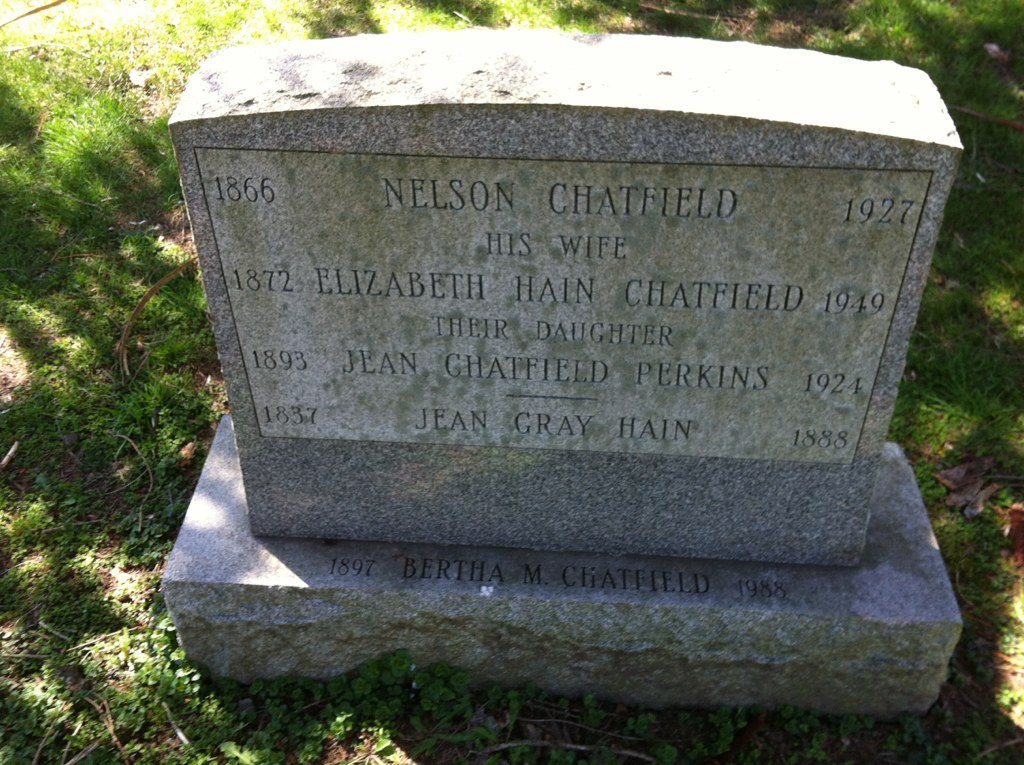 1866 NELSON CHATFIELD 1927
HIS WIFE
1872 ELIZABETH HAIN CHATFIELD 1949
THEIR DAUGHTER
1893 JEAN CHATFIELD PERKINS 1924
1837 JEAN GRAY HAIN 1888
1897 BERTHA M. CHATFIELD 1988